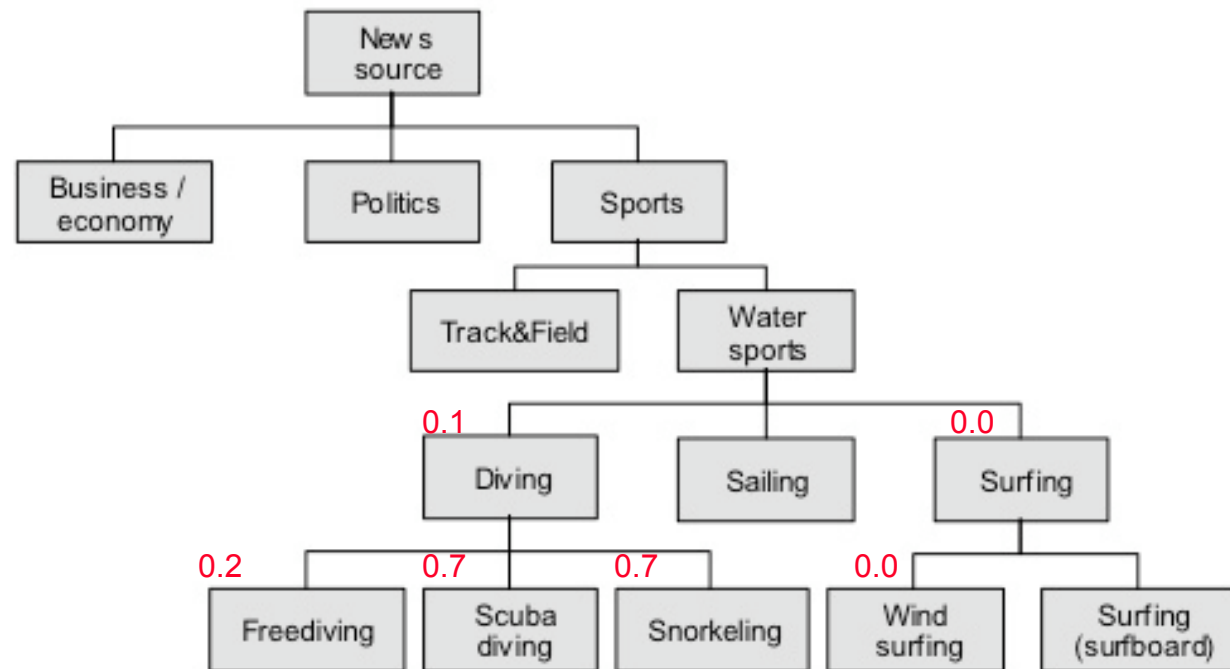 New s
source
Business /
economy
Politics
Sports
Track&Field
Water
sports
0.1
0.0
Diving
Sailing
Surfing
0.2
0.7
0.7
0.0
Freediving
Scuba
diving
Snorkeling
Wind
surfing
Surfing
(surfboard)